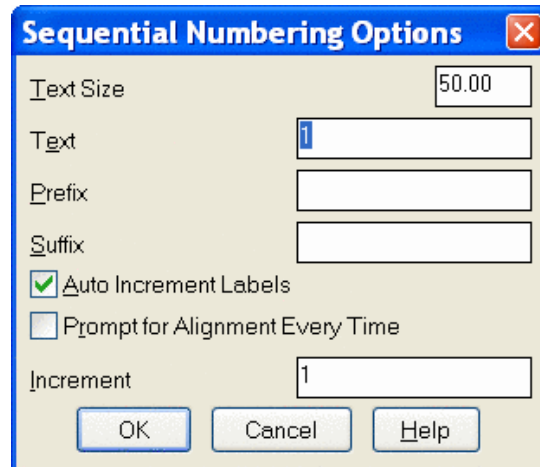 Sequential Numbering Options
Text Size 50.00
Text 1
Prefix
Suffix
Auto Increment Labels
Prompt for Alignment Every Time
Increment 1
OK Cancel Help